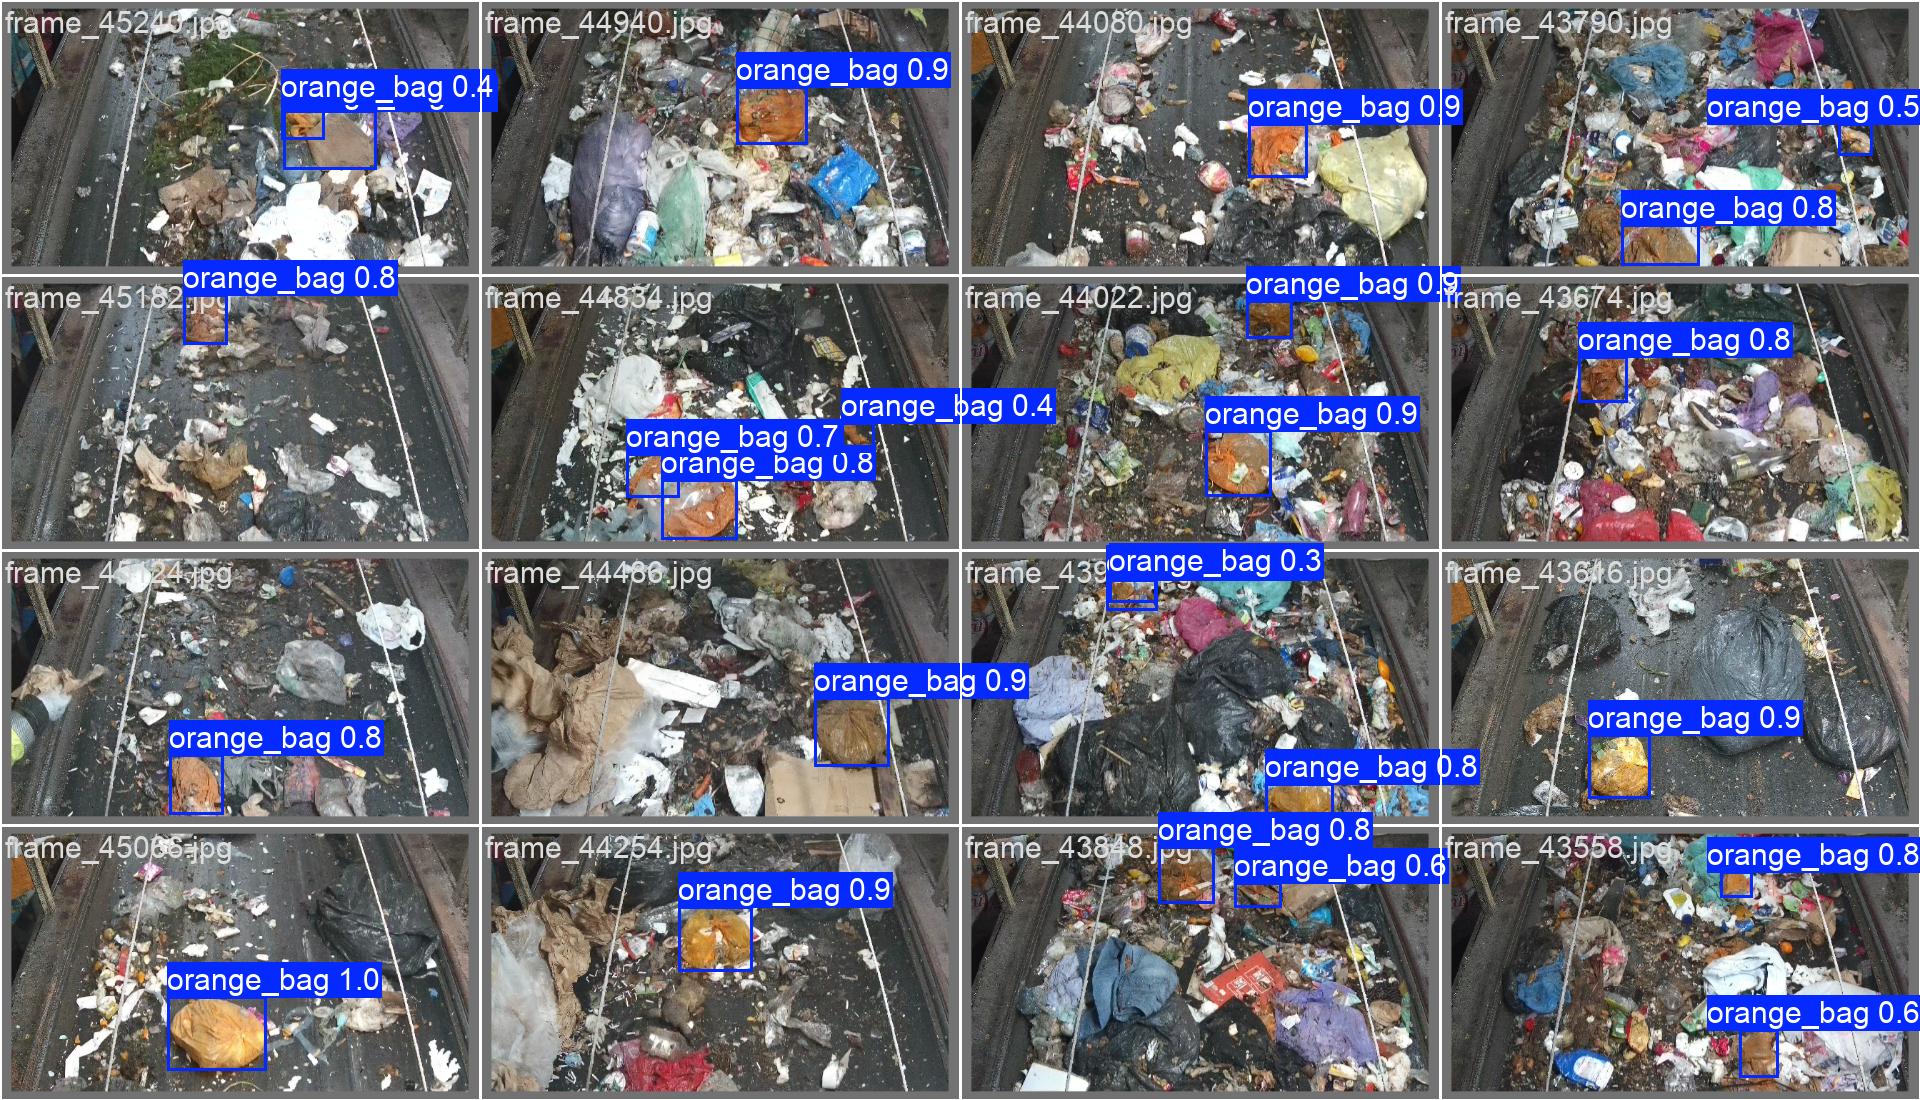 frame_45240.jpg
orange_bag 0.4
frame_44940.jpg
orange_bag 0.9
frame_44080.jpg
orange_bag 0.9
frame_43790.jpg
orange_bag 0.5
orange_bag 0.8
frame_45182.jpg
orange_bag 0.8
frame_44834.jpg
orange_bag 0.4
orange_bag 0.7
orange_bag 0.8
frame_44022.jpg
orange_bag 0.9
orange_bag 0.9
frame_43674.jpg
orange_bag 0.8
frame_45124.jpg
orange_bag 0.8
frame_44486.jpg
orange_bag 0.9
orange_bag 0.3
orange_bag 0.8
frame_43616.jpg
orange_bag 0.9
frame_45066.jpg
orange_bag 1.0
frame_44254.jpg
orange_bag 0.9
frame_43848.jpg
orange_bag 0.8
orange_bag 0.6
frame_43558.jpg
orange_bag 0.8
orange_bag 0.6